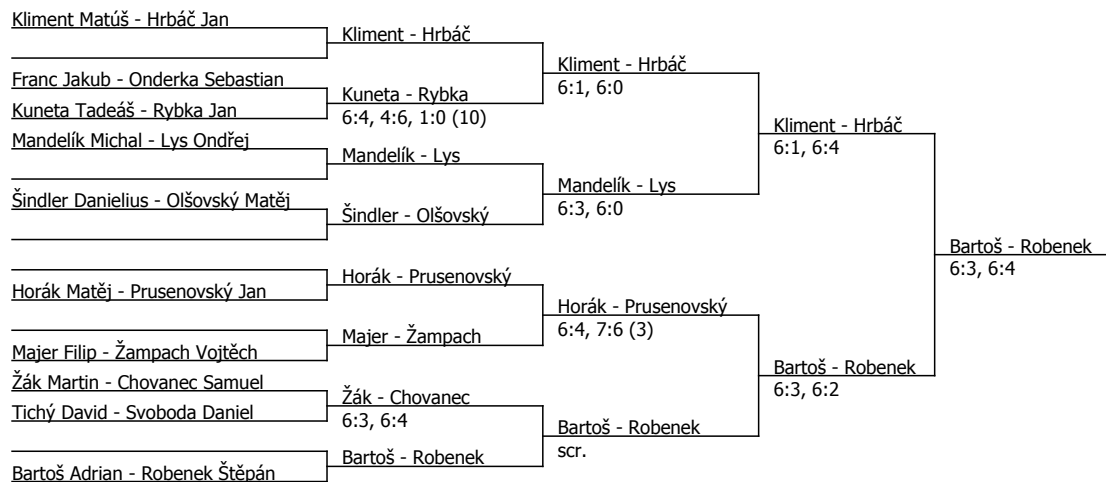 Kliment Matúš - Hrbáč Jan
Franc Jakub - Onderka Sebastian
Kuneta Tadeáš - Rybka Jan
Mandelík Michal - Lys Ondřej
Šindler Danielius - Olšovský Matěj
Horák Matěj - Prusenovský Jan
Majer Filip - Žampach Vojtěch
Žák Martin - Chovanec Samuel
Tichý David - Svoboda Daniel
Bartoš Adrian - Robenek Štěpán
Kliment - Hrbáč
Kuneta - Rybka
6:4, 4:6, 1:0 (10)
Mandelík - Lys
Šindler - Olšovský
Horák - Prusenovský
Majer - Žampach
Žák - Chovanec
6:3, 6:4
Bartoš - Robenek
Kliment - Hrbáč
6:1, 6:0
Mandelík - Lys
6:3, 6:0
Horák - Prusenovský
6:4, 7:6 (3)
Bartoš - Robenek
scr.
Kliment - Hrbáč
6:1, 6:4
Bartoš - Robenek
6:3, 6:2
Bartoš - Robenek
6:3, 6:4